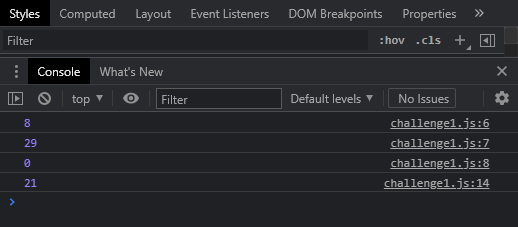 Styles Computed Layout Event Listeners DOM Breakpoints Properties »
Filter :hov .cls +
Console What's New
top ▼ Filter Default levels ▼ No Issues
8 challenge1.js:6
29 challenge1.js:7
0 challenge1.js:8
21 challenge1.js:14
>